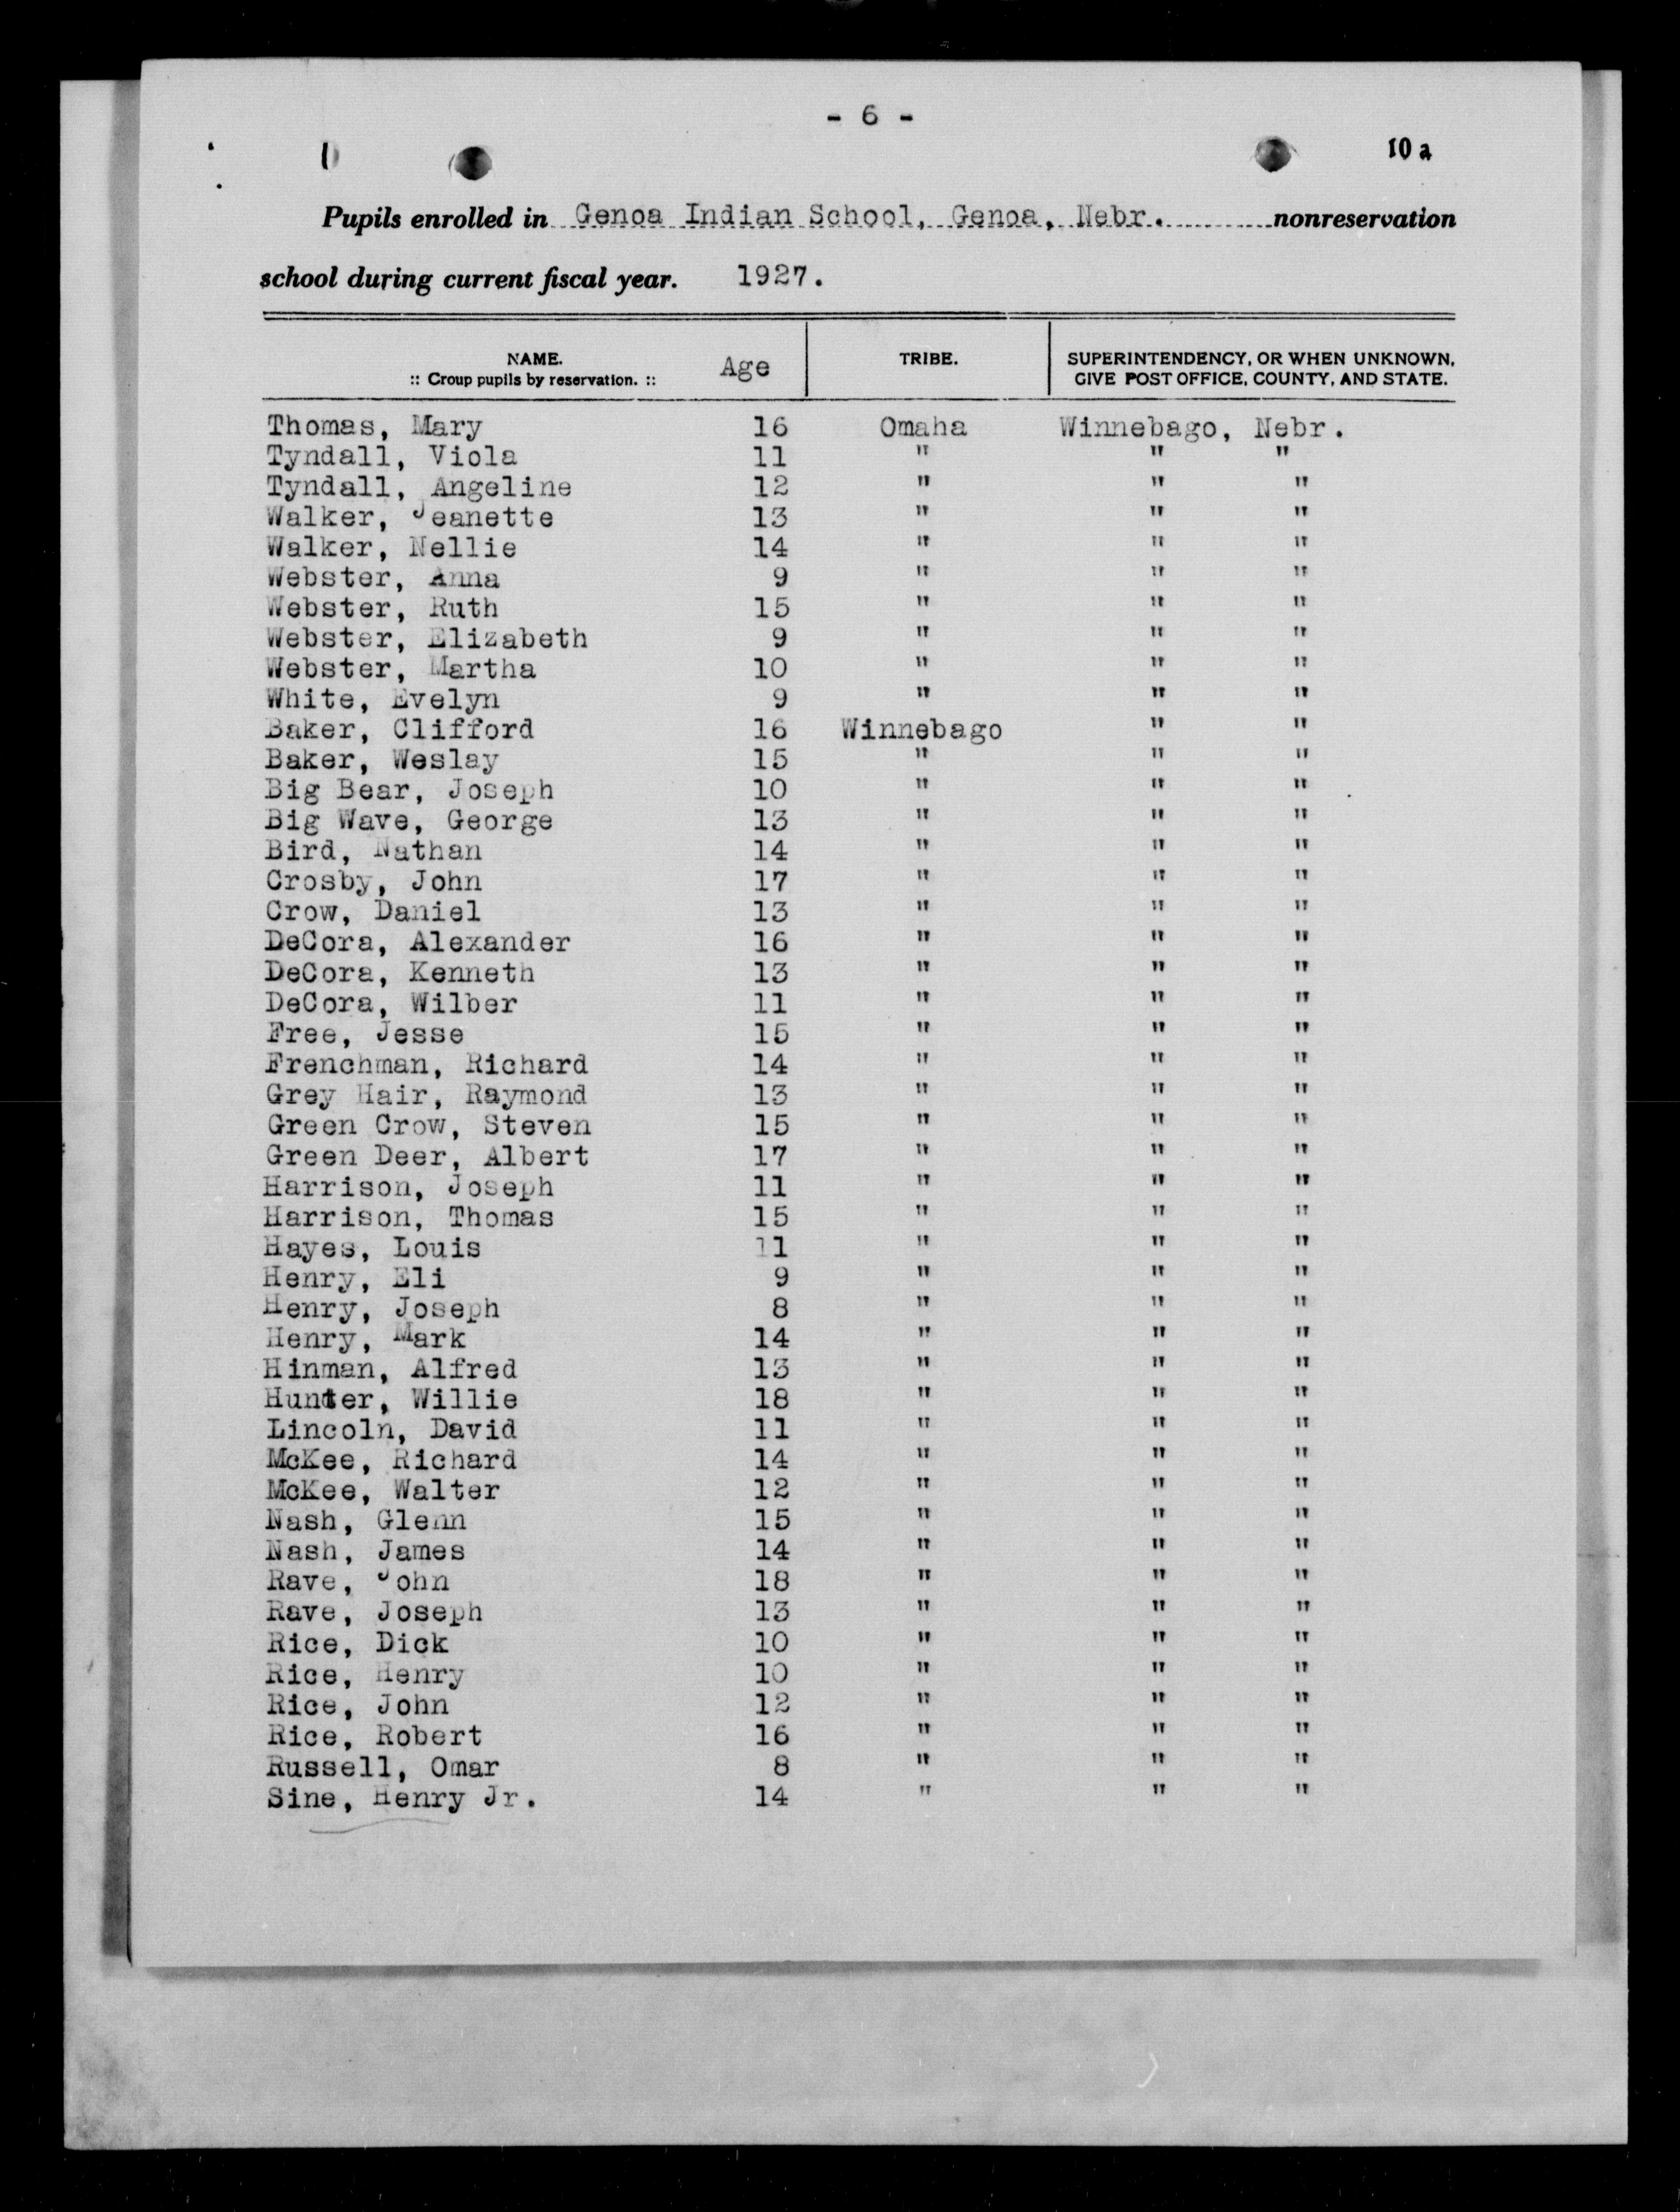 - 6 -
10 a
Pupils enrolled in Genoa Indian School, Genoa, Nebr. nonreservation
school during current fiscal year. 1927.
NAME. Age TRIBE. SUPERINTENDENCY, OR WHEN UNKNOWN,
:: Group pupils by reservation. :: GIVE POST OFFICE, COUNTY, AND STATE.
Thomas, Mary 16 Omaha Winnebago, Nebr.
Tyndall, Viola 11 " " "
Tyndall, Angeline 12 " " "
Walker, Jeanette 13 " " "
Walker, Nellie 14 " " "
Webster, Anna 9 " " "
Webster, Ruth 15 " " "
Webster, Elizabeth 9 " " "
Webster, Martha 10 " " "
White, Evelyn 9 " " "
Baker, Clifford 16 Winnebago " "
Baker, Weslay 15 " " "
Big Bear, Joseph 10 " " "
Big Wave, George 13 " " "
Bird, Nathan 14 " " "
Crosby, John 17 " " "
Crow, Daniel 13 " " "
DeCora, Alexander 16 " " "
DeCora, Kenneth 13 " " "
DeCora, Wilber 11 " " "
Free, Jesse 15 " " "
Frenchman, Richard 14 " " "
Grey Hair, Raymond 13 " " "
Green Crow, Steven 15 " " "
Green Deer, Albert 17 " " "
Harrison, Joseph 11 " " "
Harrison, Thomas 15 " " "
Hayes, Louis 11 " " "
Henry, Eli 9 " " "
Henry, Joseph 8 " " "
Henry, Mark 14 " " "
Hinman, Alfred 13 " " "
Hunter, Willie 18 " " "
Lincoln, David 11 " " "
McKee, Richard 14 " " "
McKee, Walter 12 " " "
Nash, Glenn 15 " " "
Nash, James 14 " " "
Rave, John 18 " " "
Rave, Joseph 13 " " "
Rice, Dick 10 " " "
Rice, Henry 10 " " "
Rice, John 12 " " "
Rice, Robert 16 " " "
Russell, Omar 8 " " "
Sine, Henry Jr. 14 " " "